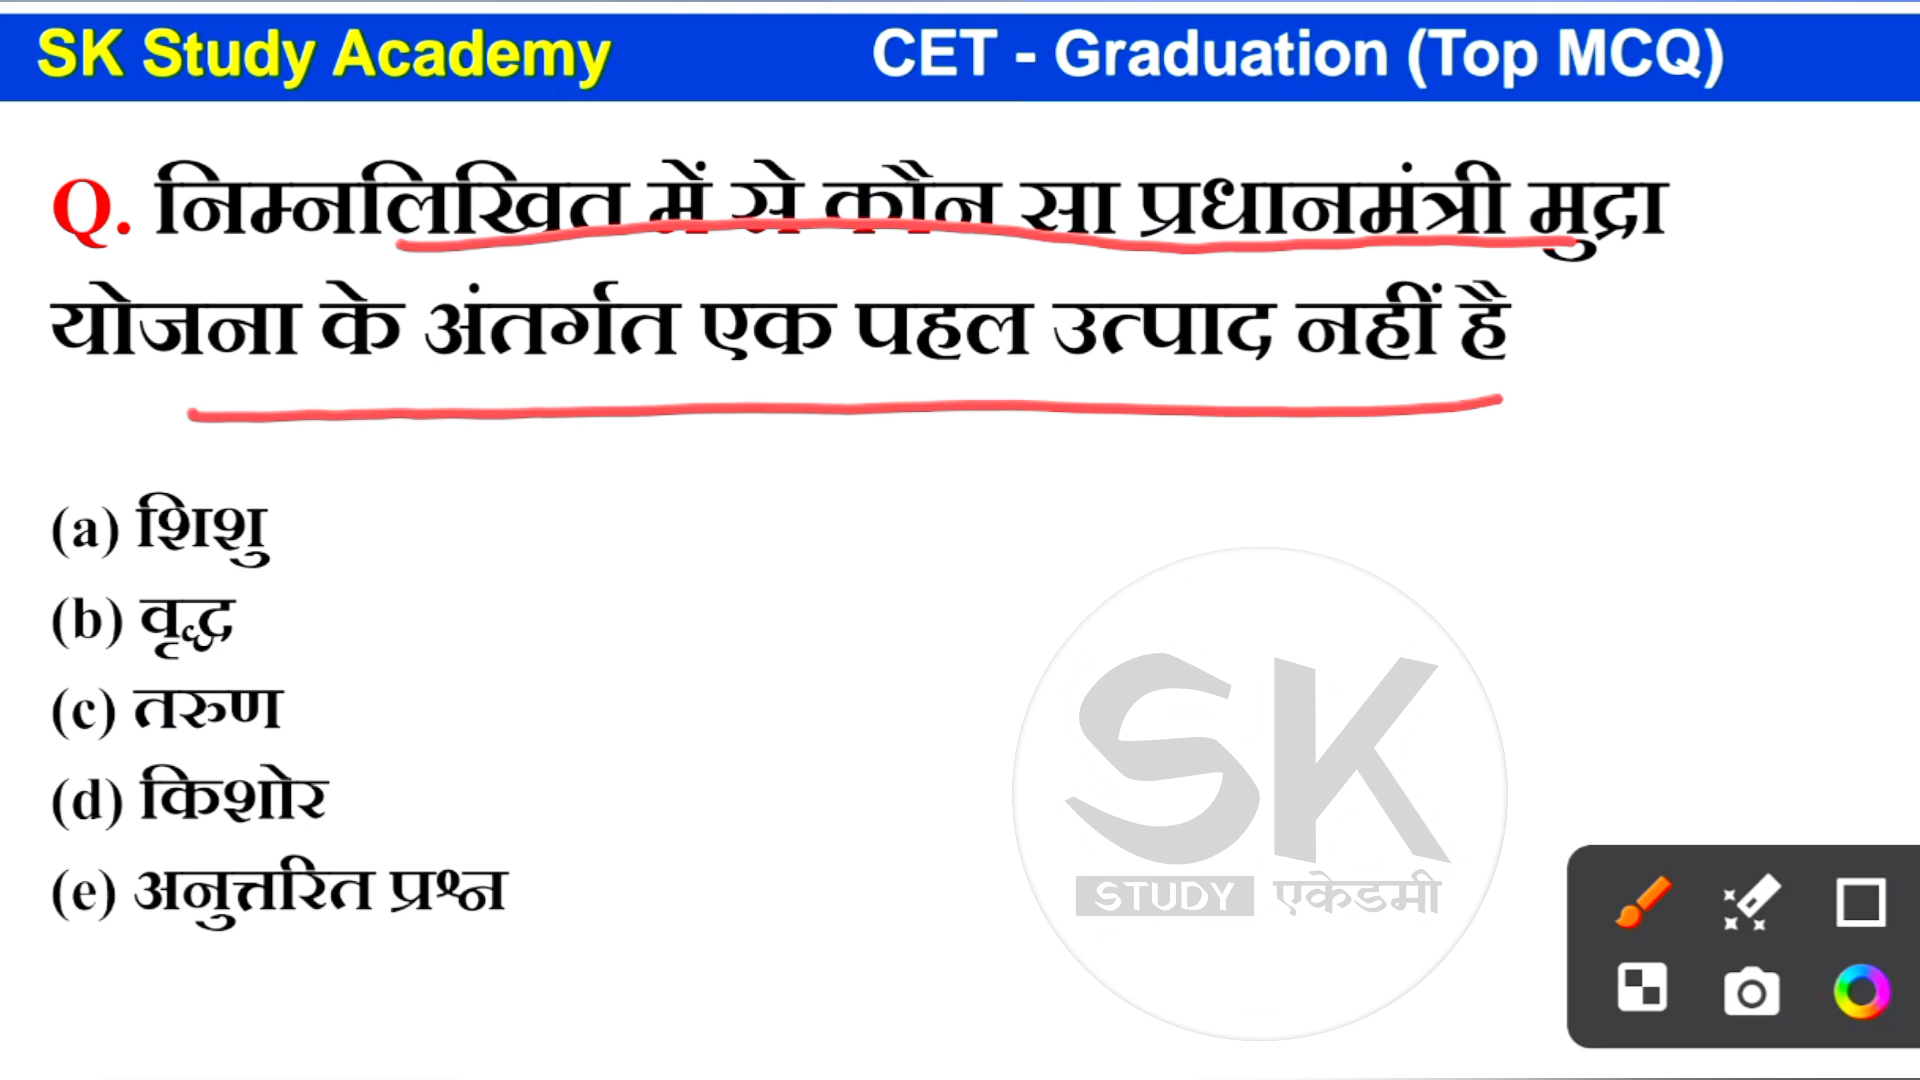 SK Study Academy CET - Graduation (Top MCQ)
Q. निम्नलिखित में से कौन सा प्रधानमंत्री मुद्रा
योजना के अंतर्गत एक पहल उत्पाद नहीं है
(a) शिशु
(b) वृद्ध
(c) तरुण
(d) किशोर
(e) अनुत्तरित प्रश्न
SK
STUDY एकेडमी